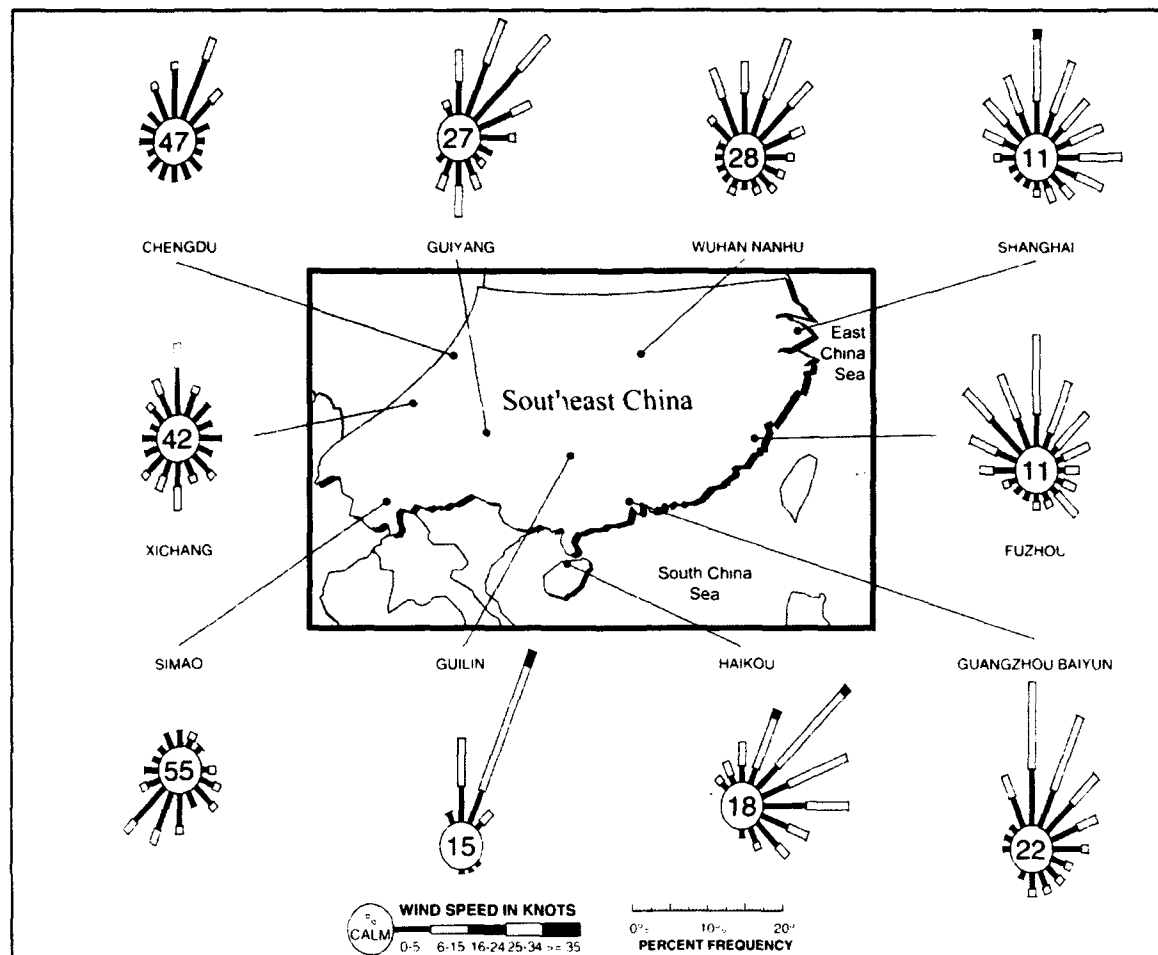 47
27
28
11
CHENGDU
GUIYANG
WUHAN NANHU
SHANGHAI
East
China
Sea
Southeast China
42
11
XICHANG
FUZHOU
South China
Sea
SIMAO
GUILIN
HAIKOU
GUANGZHOU BAIYUN
55
15
18
22
WIND SPEED IN KNOTS
% CALM
0-5 6-15 16-24 25-34 >= 35
0% 10% 20%
PERCENT FREQUENCY